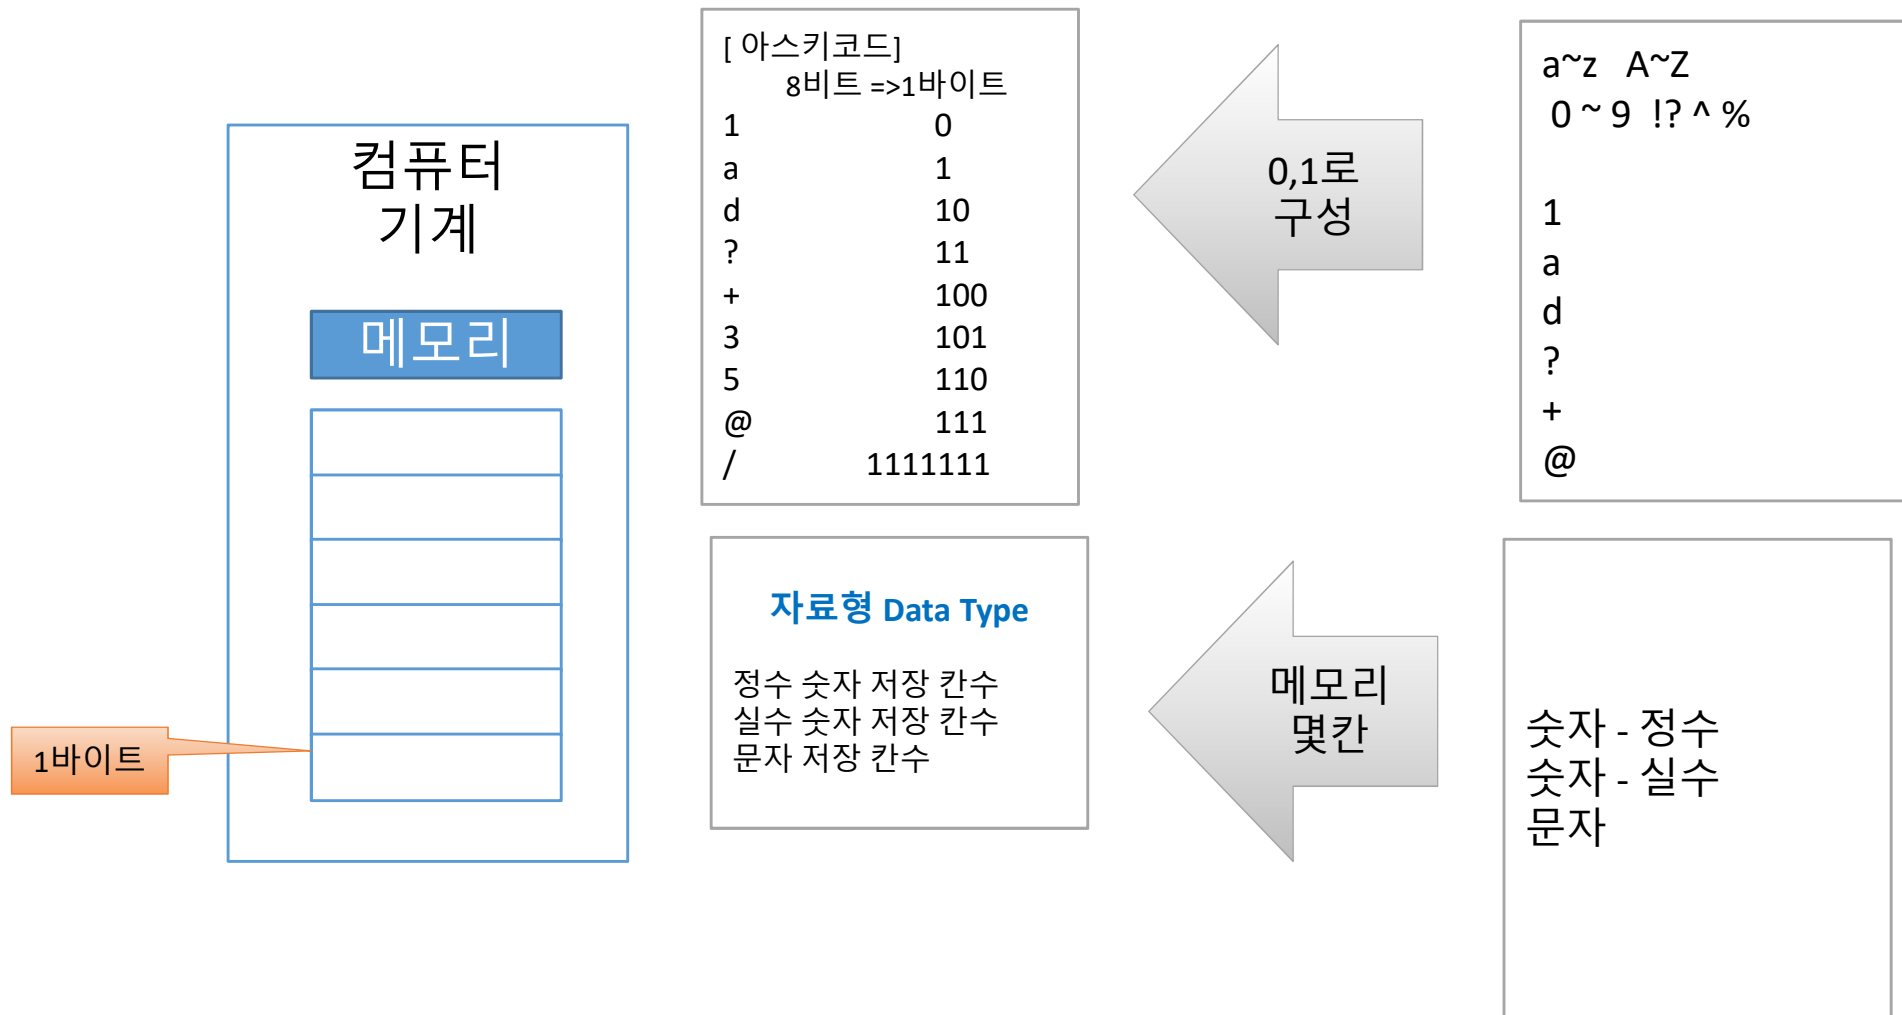 컴퓨터
기계
메모리
1바이트
[ 아스키코드]
8비트 =>1바이트
1 0
a 1
d 10
? 11
+ 100
3 101
5 110
@ 111
/ 1111111
0,1로
구성
a~z A~Z
0 ~ 9 !? ^ %
1
a
d
?
+
@
자료형 Data Type
정수 숫자 저장 칸수
실수 숫자 저장 칸수
문자 저장 칸수
메모리
몇칸
숫자 - 정수
숫자 - 실수
문자